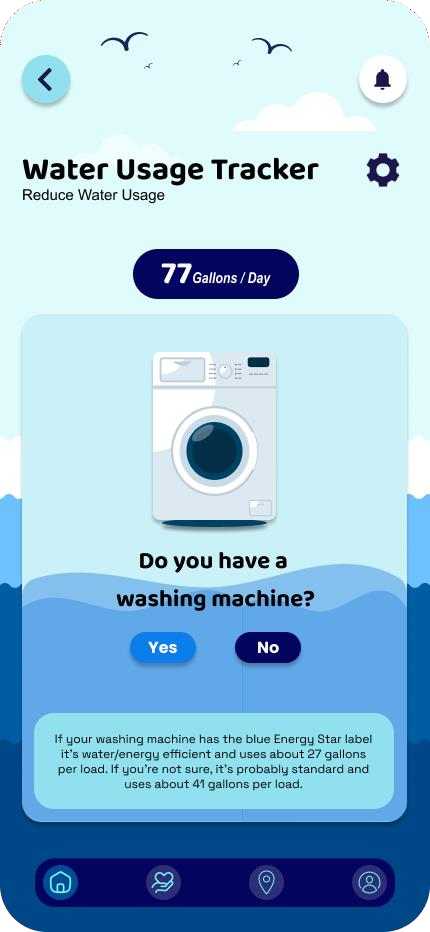 Water Usage Tracker
Reduce Water Usage
77 Gallons / Day
Do you have a
washing machine?
Yes
No
If your washing machine has the blue Energy Star label
it's water/energy efficient and uses about 27 gallons
per load. If you're not sure, it's probably standard and
uses about 41 gallons per load.